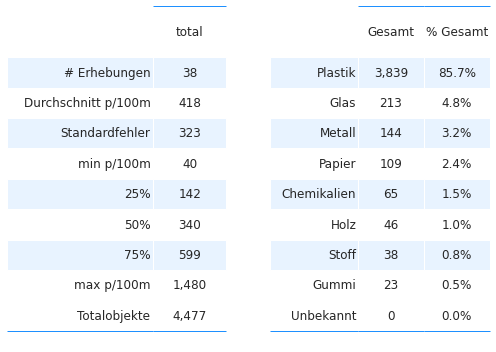 total
# Erhebungen 38
Durchschnitt p/100m 418
Standardfehler 323
min p/100m 40
25% 142
50% 340
75% 599
max p/100m 1,480
Totalobjekte 4,477
Gesamt % Gesamt
Plastik 3,839 85.7%
Glas 213 4.8%
Metall 144 3.2%
Papier 109 2.4%
Chemikalien 65 1.5%
Holz 46 1.0%
Stoff 38 0.8%
Gummi 23 0.5%
Unbekannt 0 0.0%